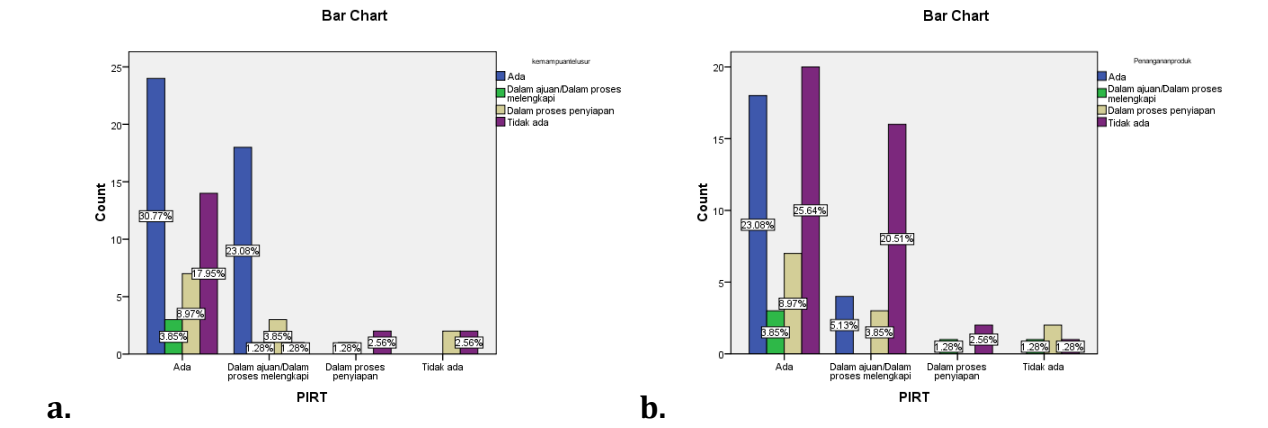 Bar Chart
kemampuantelusur
Ada
Dalam ajuan/Dalam proses
melengkapi
Dalam proses penyiapan
Tidak ada
Count
25
20
15
10
5
0
30.77%
3.85%
8.97%
17.95%
23.08%
1.28%
3.85%
1.28%
1.28%
2.56%
2.56%
Ada
Dalam ajuan/Dalam
proses melengkapi
Dalam proses
penyiapan
Tidak ada
PIRT
a.
Bar Chart
Penangananproduk
Ada
Dalam ajuan/Dalam proses
melengkapi
Dalam proses penyiapan
Tidak ada
Count
20
15
10
5
0
23.08%
3.85%
8.97%
25.64%
5.13%
3.85%
20.51%
1.28%
2.56%
1.28%
1.28%
Ada
Dalam ajuan/Dalam
proses melengkapi
Dalam proses
penyiapan
Tidak ada
PIRT
b.